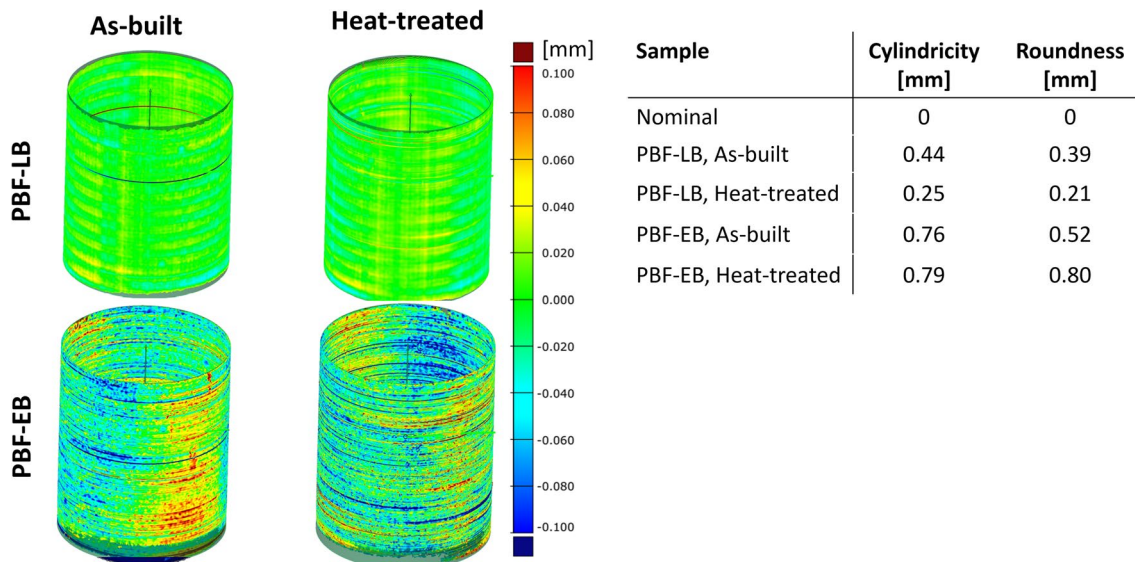 As-built
Heat-treated
PBF-LB
PBF-EB
[mm]
0.100
0.080
0.060
0.040
0.020
0.000
-0.020
-0.040
-0.060
-0.080
-0.100
Sample Cylindricity [mm] Roundness [mm]
Nominal 0 0
PBF-LB, As-built 0.44 0.39
PBF-LB, Heat-treated 0.25 0.21
PBF-EB, As-built 0.76 0.52
PBF-EB, Heat-treated 0.79 0.80